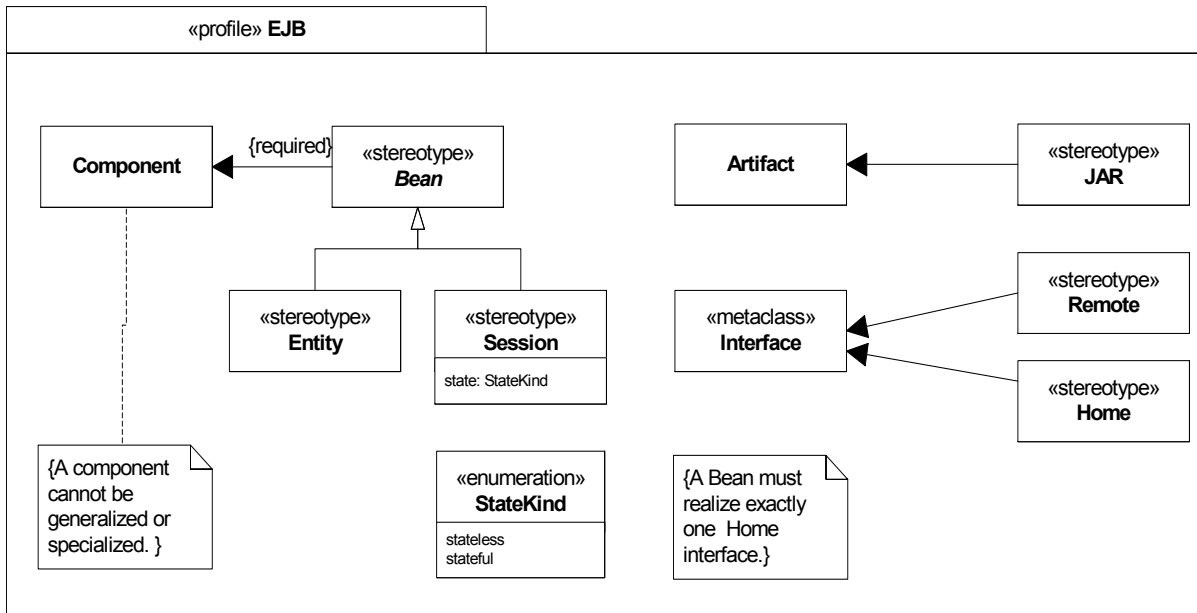 «profile» EJB
Component
{required}
«stereotype»
Bean
Artifact
«stereotype»
JAR
«stereotype»
Entity
«stereotype»
Session
state: StateKind
«metaclass»
Interface
«stereotype»
Remote
«stereotype»
Home
{A component
cannot be
generalized or
specialized. }
«enumeration»
StateKind
stateless
stateful
{A Bean must
realize exactly
one Home
interface.}